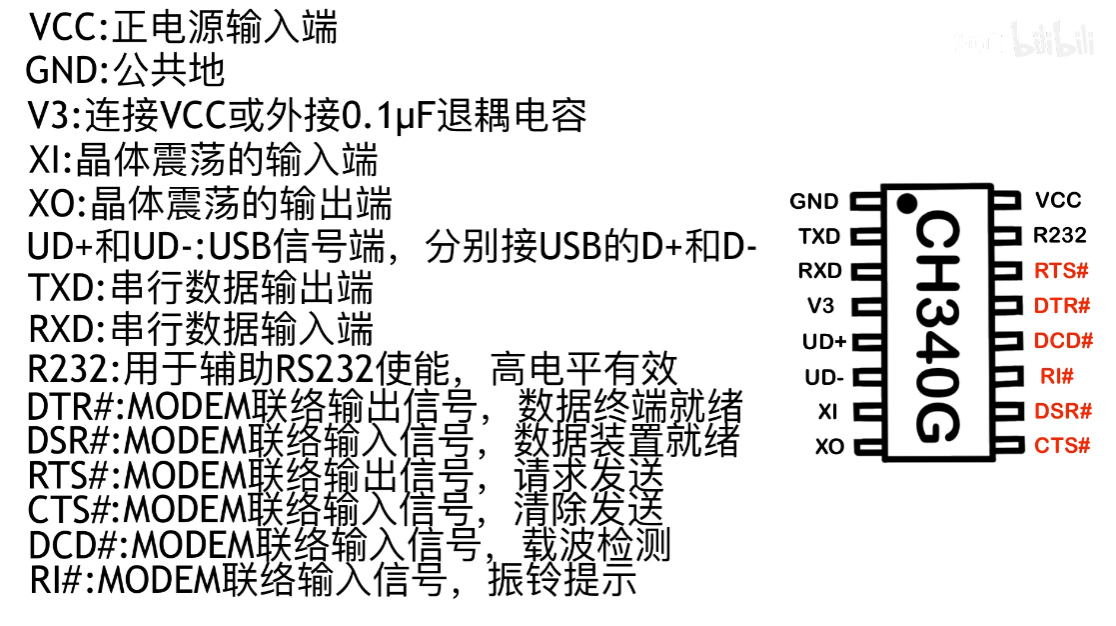 VCC:正电源输入端
GND:公共地
V3:连接VCC或外接0.1μF退耦电容
XI:晶体震荡的输入端
XO:晶体震荡的输出端
UD+和UD-:USB信号端，分别接USB的D+和D-
TXD:串行数据输出端
RXD:串行数据输入端
R232:用于辅助RS232使能，高电平有效
DTR#:MODEM联络输出信号，数据终端就绪
DSR#:MODEM联络输入信号，数据装置就绪
RTS#:MODEM联络输出信号，请求发送
CTS#:MODEM联络输入信号，清除发送
DCD#:MODEM联络输入信号，载波检测
RI#:MODEM联络输入信号，振铃提示
bilibili
GND
TXD
RXD
V3
UD+
UD-
XI
XO
CH340G
VCC
R232
RTS#
DTR#
DCD#
RI#
DSR#
CTS#